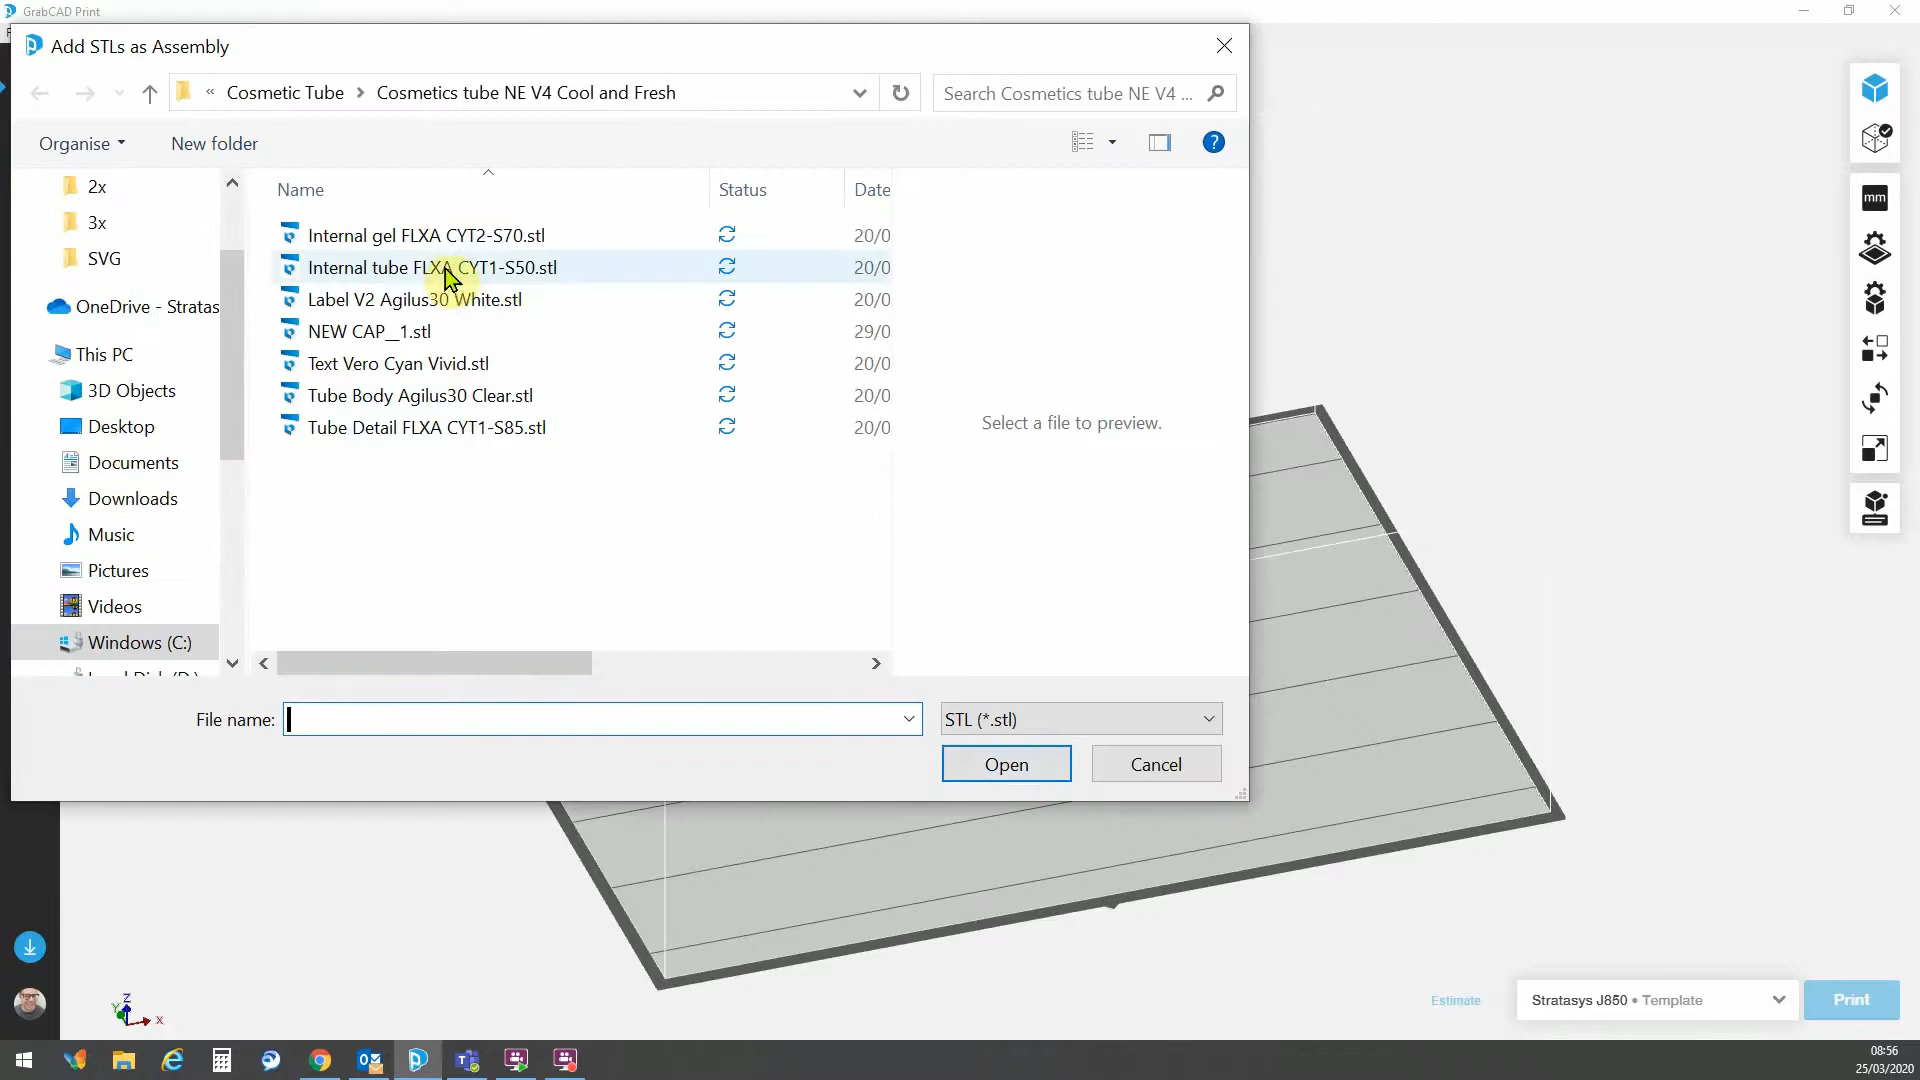 GrabCAD Print
Add STLs as Assembly
« Cosmetic Tube > Cosmetics tube NE V4 Cool and Fresh
Search Cosmetics tube NE V4 ...
Organise
New folder
?
2x
3x
SVG
OneDrive - Stratas
This PC
3D Objects
Desktop
Documents
Downloads
Music
Pictures
Videos
Windows (C:)
Name Status Date
Internal gel FLXA CYT2-S70.stl 20/0
Internal tube FLXA CYT1-S50.stl 20/0
Label V2 Agilus30 White.stl 20/0
NEW CAP__1.stl 29/0
Text Vero Cyan Vivid.stl 20/0
Tube Body Agilus30 Clear.stl 20/0
Tube Detail FLXA CYT1-S85.stl 20/0
Select a file to preview.
File name:
STL (*.stl)
Open
Cancel
mm
Z
Y
X
Estimate
Stratasys J850 • Template
Print
08:56
25/03/2020